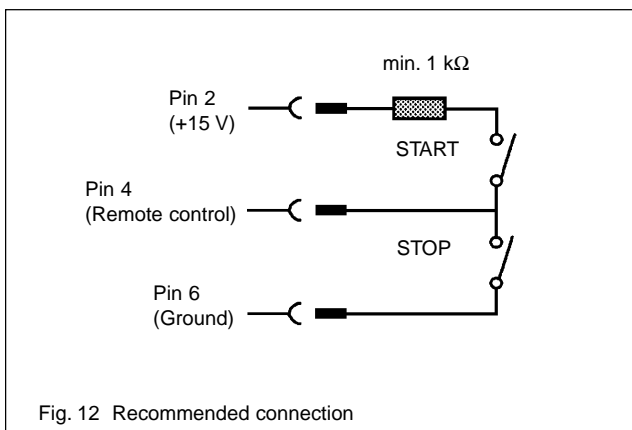 min. 1 kΩ
Pin 2
(+15 V)
START
Pin 4
(Remote control)
STOP
Pin 6
(Ground)
Fig. 12 Recommended connection